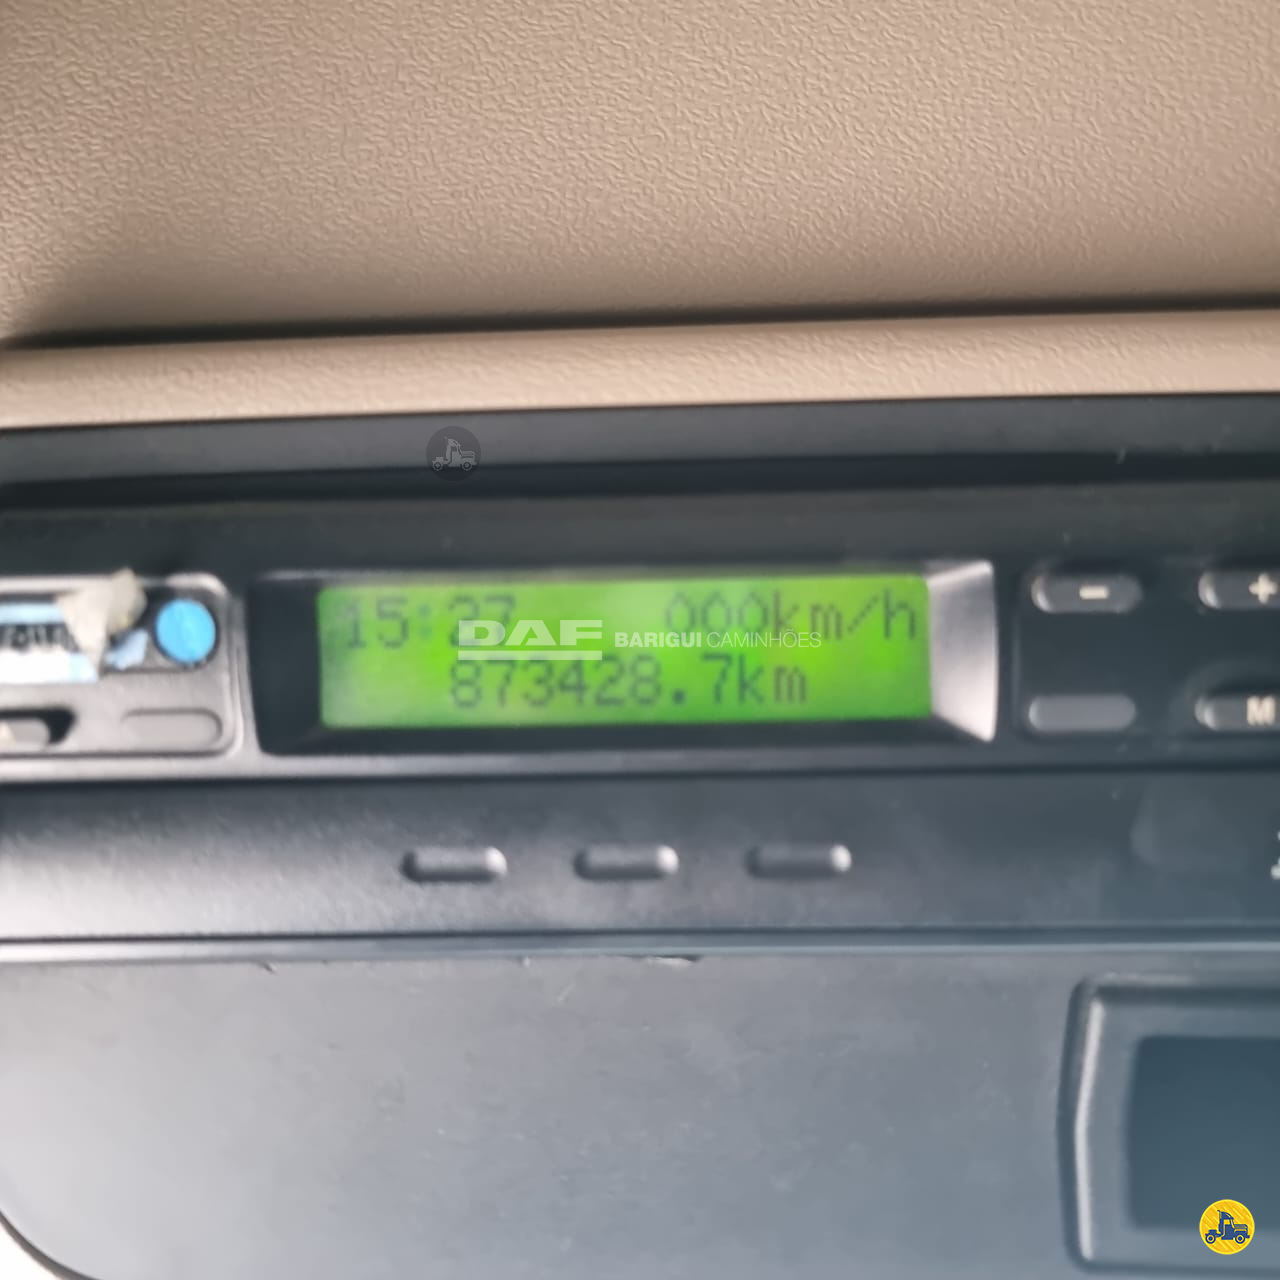 15:27 000km/h
DAF BARIGUI CAMINHÕES
873428.7km
- +
M